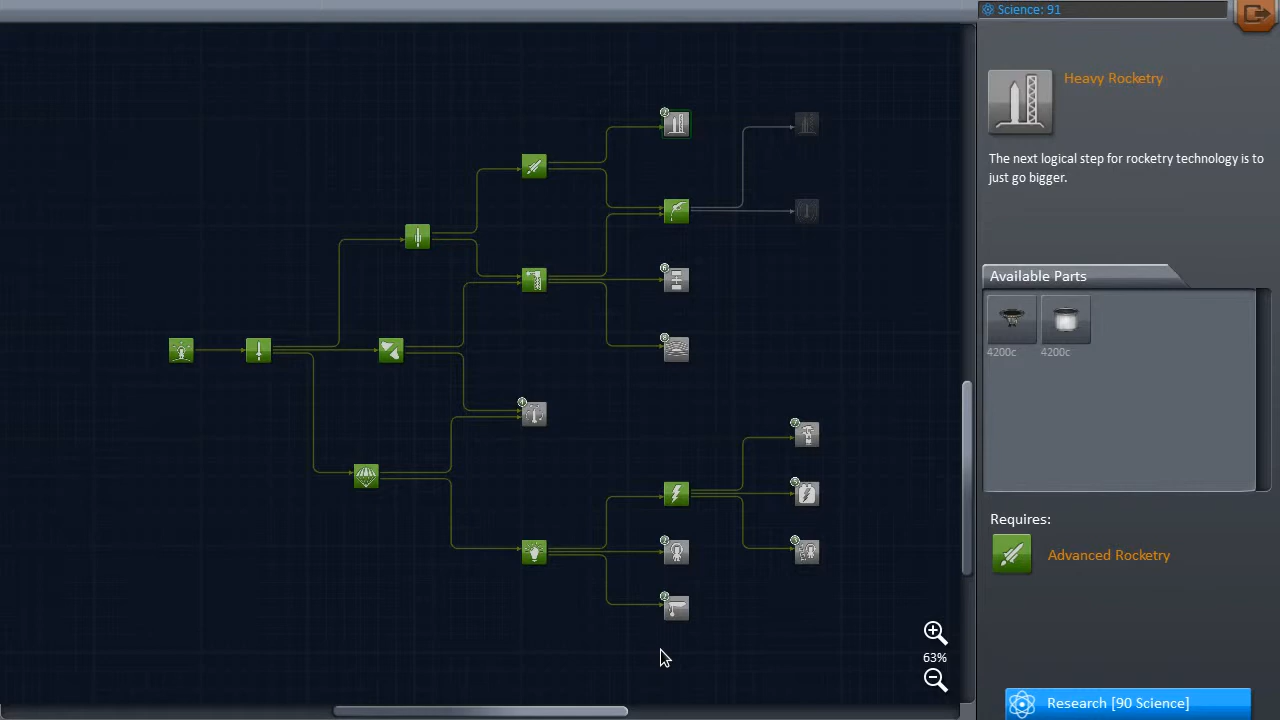 Science: 91
Heavy Rocketry
The next logical step for rocketry technology is to
just go bigger.
Available Parts
4200c 4200c
Requires:
Advanced Rocketry
63%
Research [90 Science]